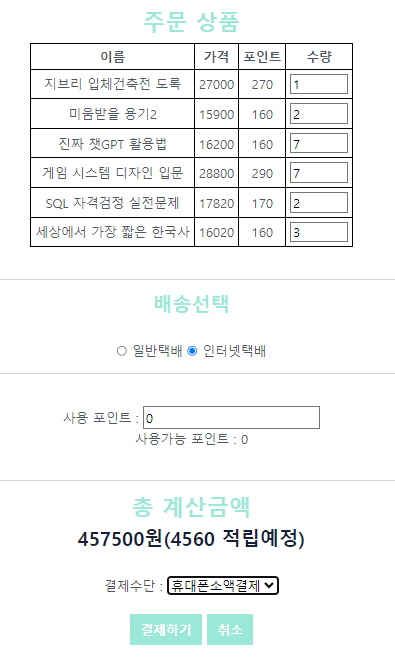 주문 상품
이름 가격 포인트 수량
지브리 입체건축전 도록 27000 270 1
미움받을 용기2 15900 160 2
진짜 챗GPT 활용법 16200 160 7
게임 시스템 디자인 입문 28800 290 7
SQL 자격검정 실전문제 17820 170 2
세상에서 가장 짧은 한국사 16020 160 3
배송선택
일반택배 인터넷택배
사용 포인트 : 0
사용가능 포인트 : 0
총 계산금액
457500원(4560 적립예정)
결제수단 : 휴대폰소액결제
결제하기 취소